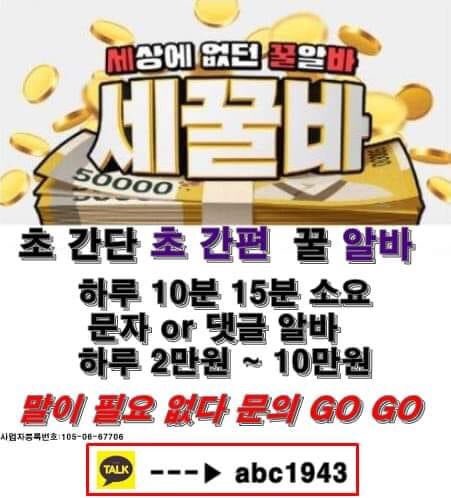 세상에 없던 꿀알바
세꿀바
50000
초 간단 초 간편 꿀 알바
하루 10분 15분 소요
문자 or 댓글 알바
하루 2만원 ~ 10만원
말이 필요 없다 문의 GO GO
사업자등록번호:105-06-67706
TALK ---▶ abc1943